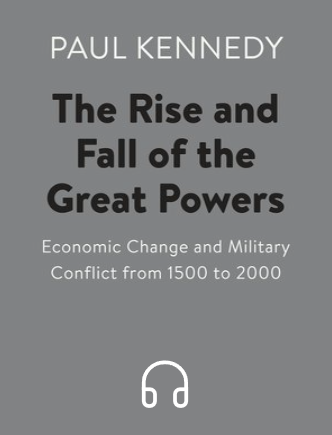 PAUL KENNEDY
The Rise and
Fall of the
Great Powers
Economic Change and Military
Conflict from 1500 to 2000